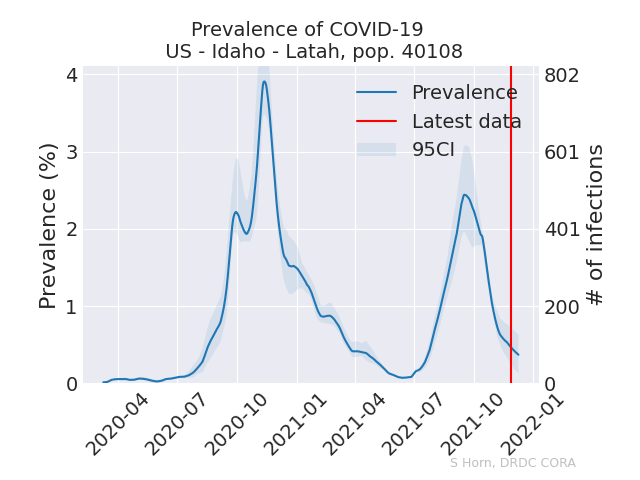 Prevalence of COVID-19
US - Idaho - Latah, pop. 40108
Prevalence
Latest data
95CI
Prevalence (%)
4
3
2
1
0
802
601
401
200
0
# of infections
2020-04
2020-07
2020-10
2021-01
2021-04
2021-07
2021-10
2022-01
S Horn, DRDC CORA